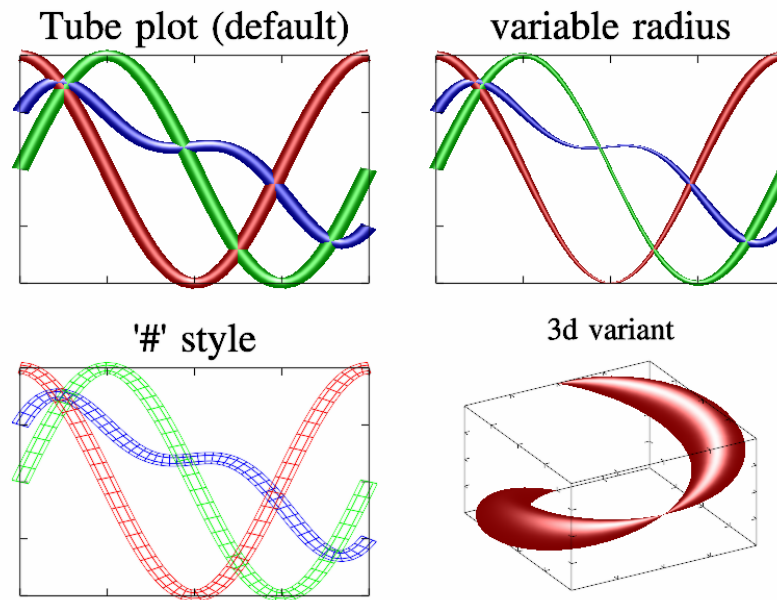 Tube plot (default)
variable radius
'#' style
3d variant